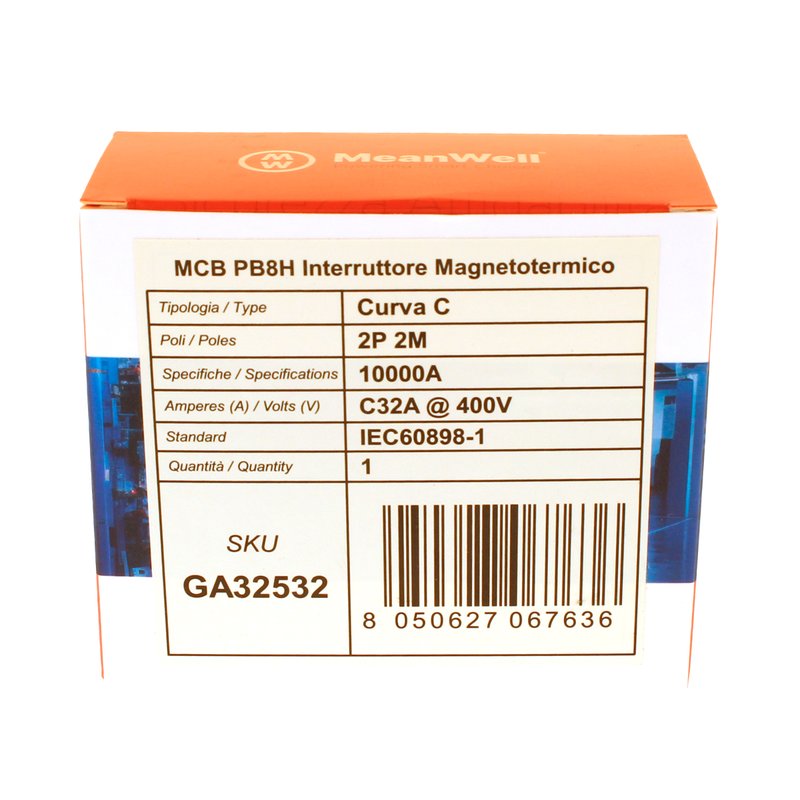 MW MeanWell®
MCB PB8H Interruttore Magnetotermico
Tipologia / Type Curva C
Poli / Poles 2P 2M
Specifiche / Specifications 10000A
Amperes (A) / Volts (V) C32A @ 400V
Standard IEC60898-1
Quantità / Quantity 1
SKU
GA32532
8 050627 067636